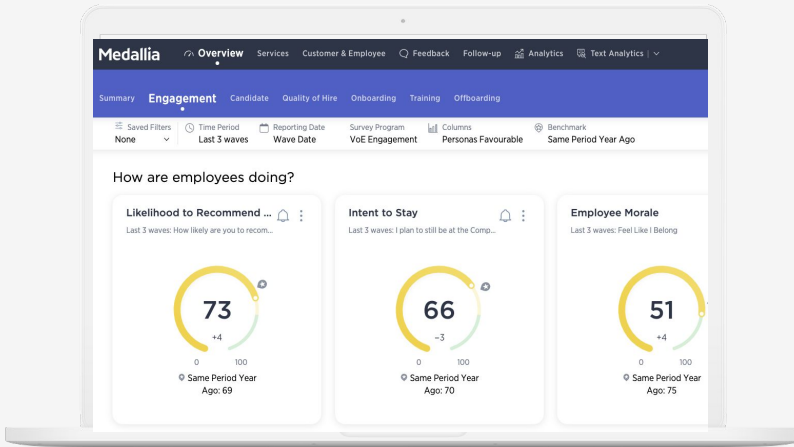 Medallia Overview Services Customer & Employee Feedback Follow-up Analytics Text Analytics
Summary Engagement Candidate Quality of Hire Onboarding Training Offboarding
Saved Filters Time Period Reporting Date Survey Program Columns Benchmark
None Last 3 waves Wave Date VoE Engagement Personas Favourable Same Period Year Ago
How are employees doing?
Likelihood to Recommend ...
Last 3 waves: How likely are you to recom...
73
+4
0 100
Same Period Year
Ago: 69
Intent to Stay
Last 3 waves: I plan to still be at the Comp...
66
–3
0 100
Same Period Year
Ago: 70
Employee Morale
Last 3 waves: Feel Like I Belong
51
+4
0 100
Same Period Year
Ago: 75